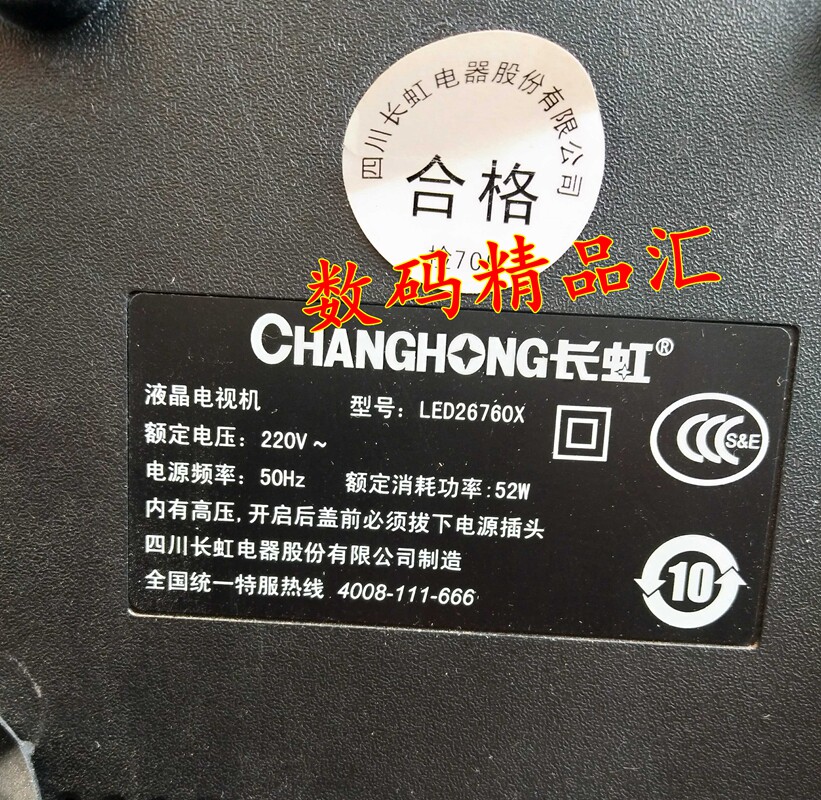 四川长虹电器股份有限公司
合格
检70
数码精品汇
CHANGHONG长虹®
液晶电视机 型号：LED26760X
额定电压：220V~
电源频率：50Hz 额定消耗功率：52W
内有高压，开启后盖前必须拔下电源插头
四川长虹电器股份有限公司制造
全国统一特服热线 4008-111-666
CCC S&E
10